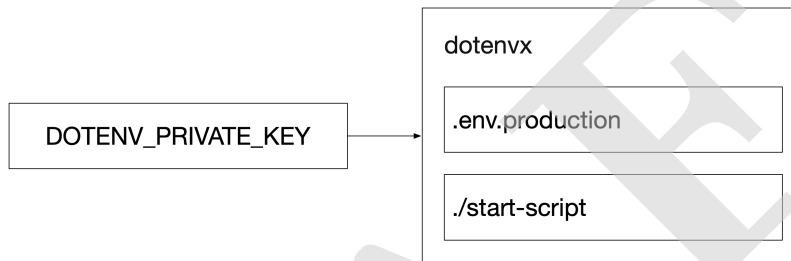 dotenvx
.env.production
DOTENV_PRIVATE_KEY
./start-script